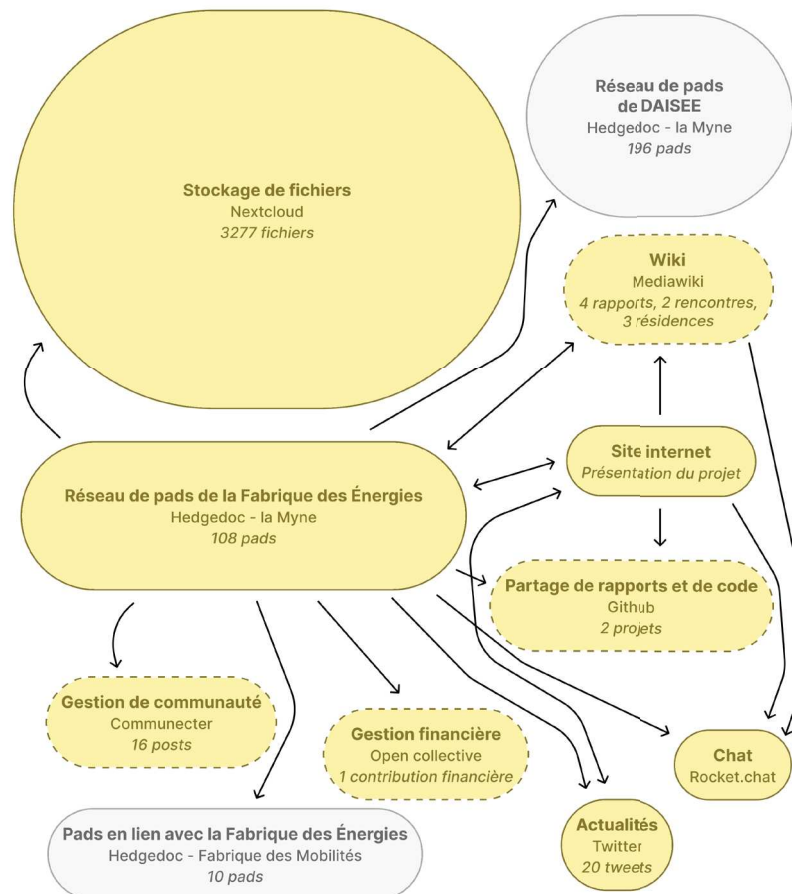 Réseau de pads
de DAISEE
Hedgedoc - la Myne
196 pads
Stockage de fichiers
Nextcloud
3277 fichiers
Wiki
Mediawiki
4 rapports, 2 rencontres,
3 résidences
Site internet
Présentation du projet
Réseau de pads de la Fabrique des Énergies
Hedgedoc - la Myne
108 pads
Partage de rapports et de code
Github
2 projets
Gestion de communauté
Communecter
16 posts
Gestion financière
Open collective
1 contribution financière
Chat
Rocket.chat
Pads en lien avec la Fabrique des Énergies
Hedgedoc - Fabrique des Mobilités
10 pads
Actualités
Twitter
20 tweets